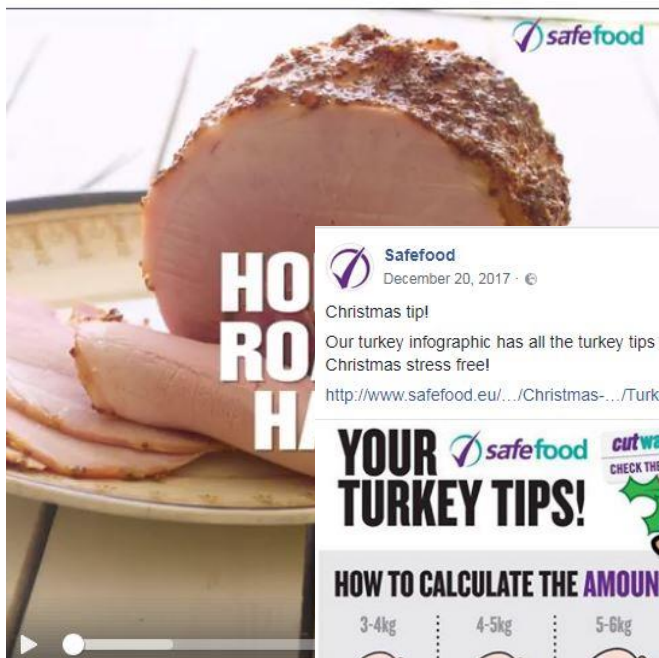 safefood
HO
RO
HA
Safefood
December 20, 2017 ·
Christmas tip!
Our turkey infographic has all the turkey tips
Christmas stress free!
http://www.safefood.eu/.../Christmas-.../Turk
YOUR safefood
TURKEY TIPS!
cutwa
CHECK THE
HOW TO CALCULATE THE AMOUN
3-4kg 4-5kg 5-6kg